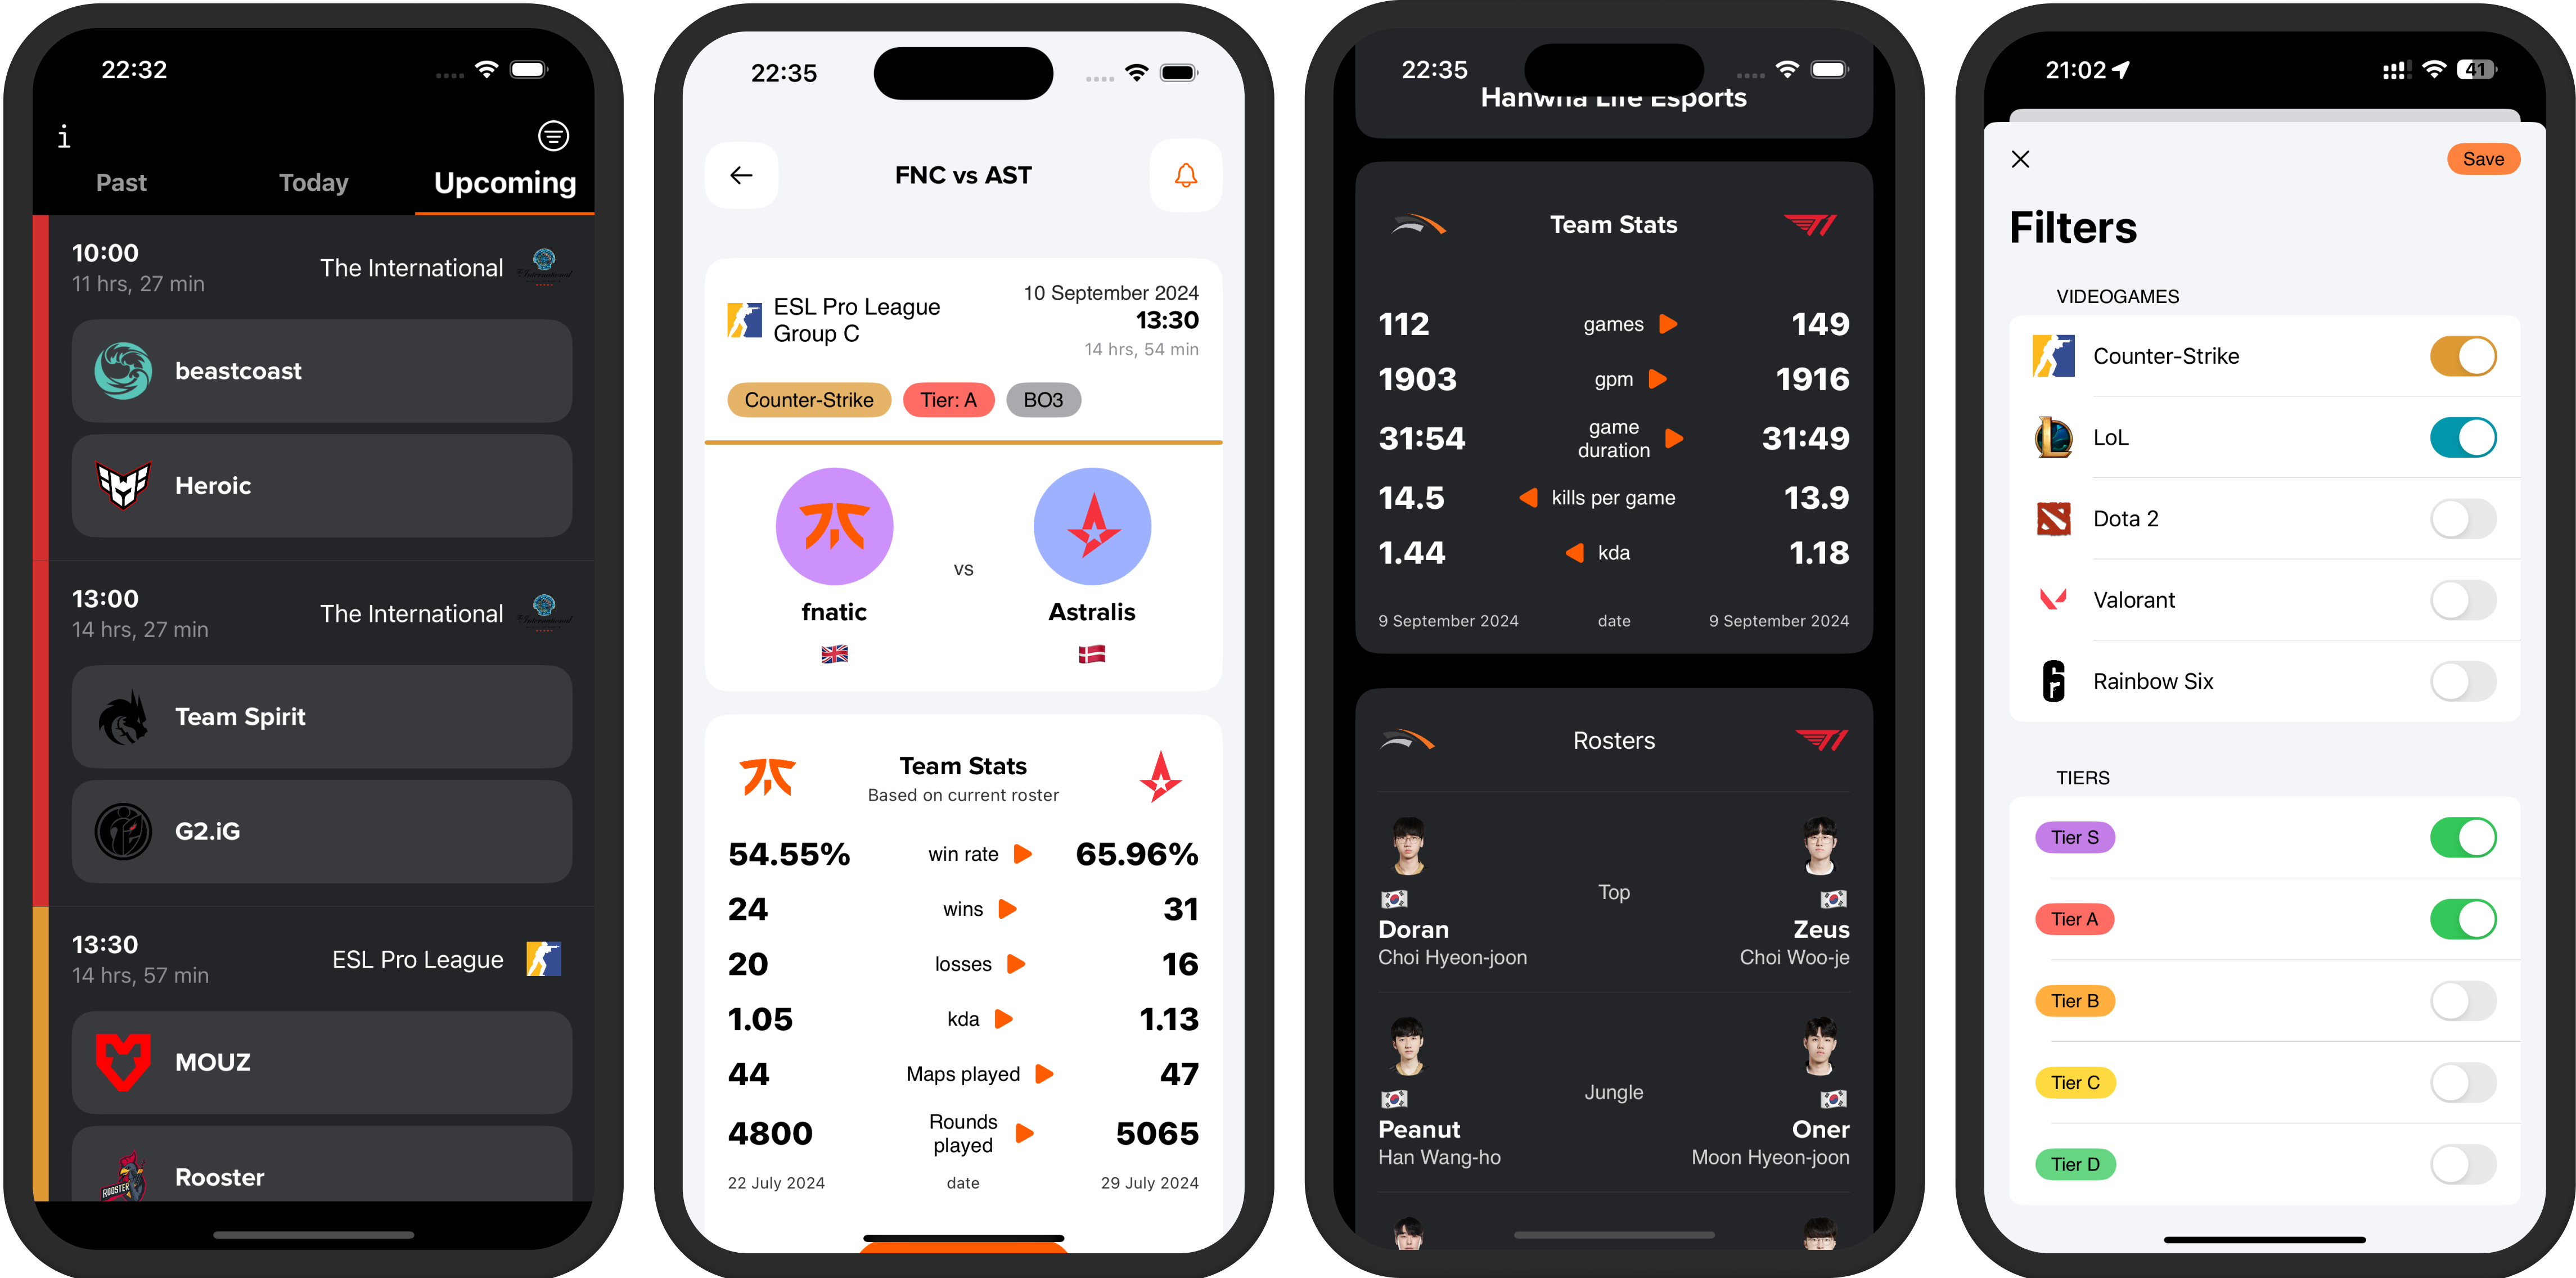 22:32
i
Past Today Upcoming
10:00 The International
11 hrs, 27 min
beastcoast
Heroic
13:00 The International
14 hrs, 27 min
Team Spirit
G2.iG
13:30 ESL Pro League
14 hrs, 57 min
MOUZ
ROOSTER Rooster
22:35
FNC vs AST
ESL Pro League
Group C
10 September 2024
13:30
14 hrs, 54 min
Counter-Strike Tier: A BO3
vs
fnatic Astralis
Team Stats
Based on current roster
54.55% win rate 65.96%
24 wins 31
20 losses 16
1.05 kda 1.13
44 Maps played 47
4800 Rounds played 5065
22 July 2024 date 29 July 2024
22:35
Hanwha Life Esports
Team Stats T1
112 games 149
1903 gpm 1916
31:54 game duration 31:49
14.5 kills per game 13.9
1.44 kda 1.18
9 September 2024 date 9 September 2024
Rosters T1
Top
Doran Zeus
Choi Hyeon-joon Choi Woo-je
Jungle
Peanut Oner
Han Wang-ho Moon Hyeon-joon
21:02 41
Save
Filters
VIDEOGAMES
Counter-Strike
LoL
Dota 2
Valorant
Rainbow Six
TIERS
Tier S
Tier A
Tier B
Tier C
Tier D